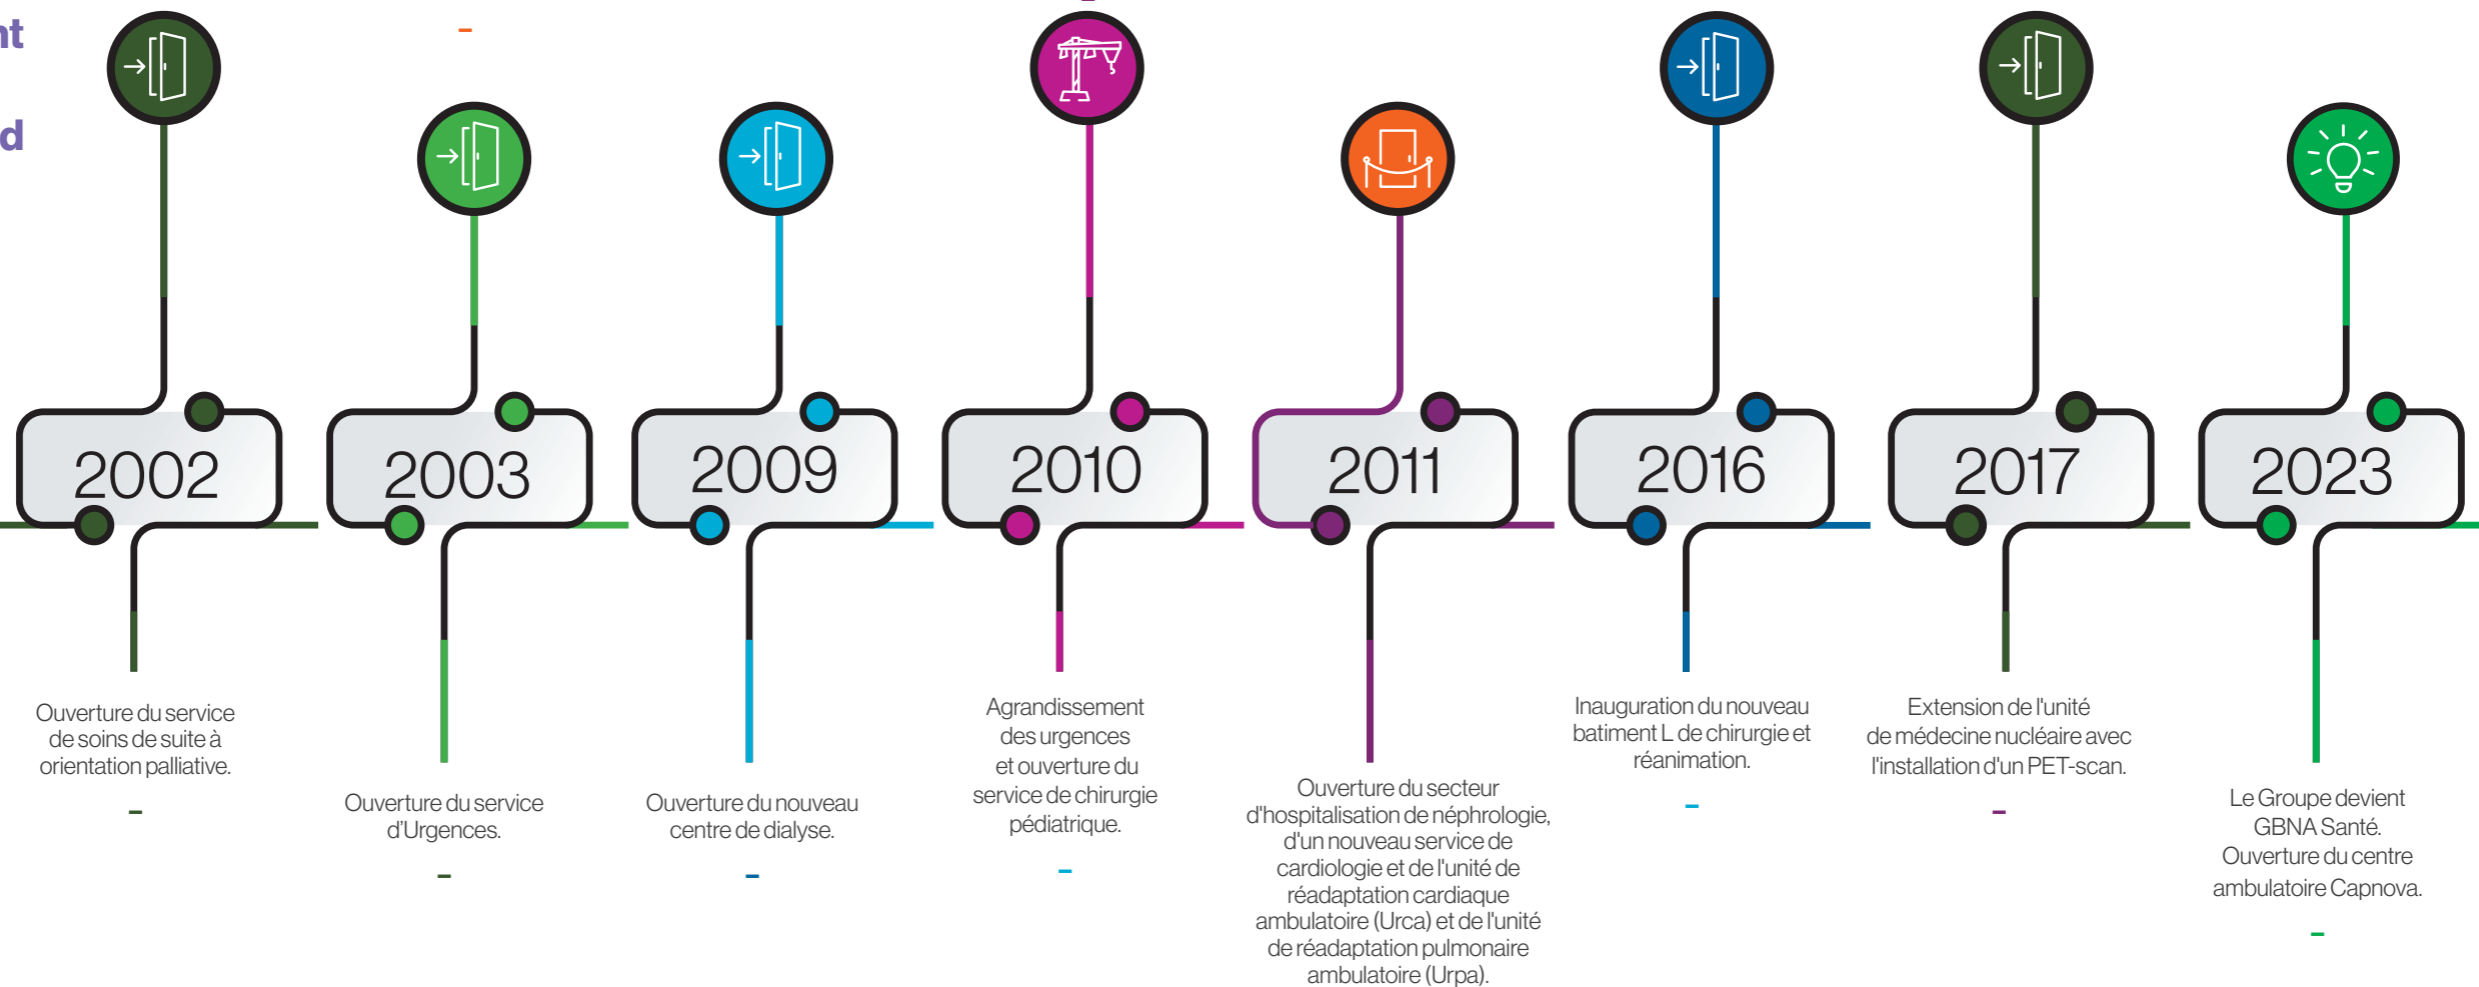 nt
d
2002
Ouverture du service
de soins de suite à
orientation palliative.
2003
Ouverture du service
d’Urgences.
2009
Ouverture du nouveau
centre de dialyse.
2010
Agrandissement
des urgences
et ouverture du
service de chirurgie
pédiatrique.
2011
Ouverture du secteur
d'hospitalisation de néphrologie,
d'un nouveau service de
cardiologie et de l'unité de
réadaptation cardiaque
ambulatoire (Urca) et de l'unité
de réadaptation pulmonaire
ambulatoire (Urpa).
2016
Inauguration du nouveau
batiment L de chirurgie et
réanimation.
2017
Extension de l'unité
de médecine nucléaire avec
l'installation d'un PET-scan.
2023
Le Groupe devient
GBNA Santé.
Ouverture du centre
ambulatoire Capnova.